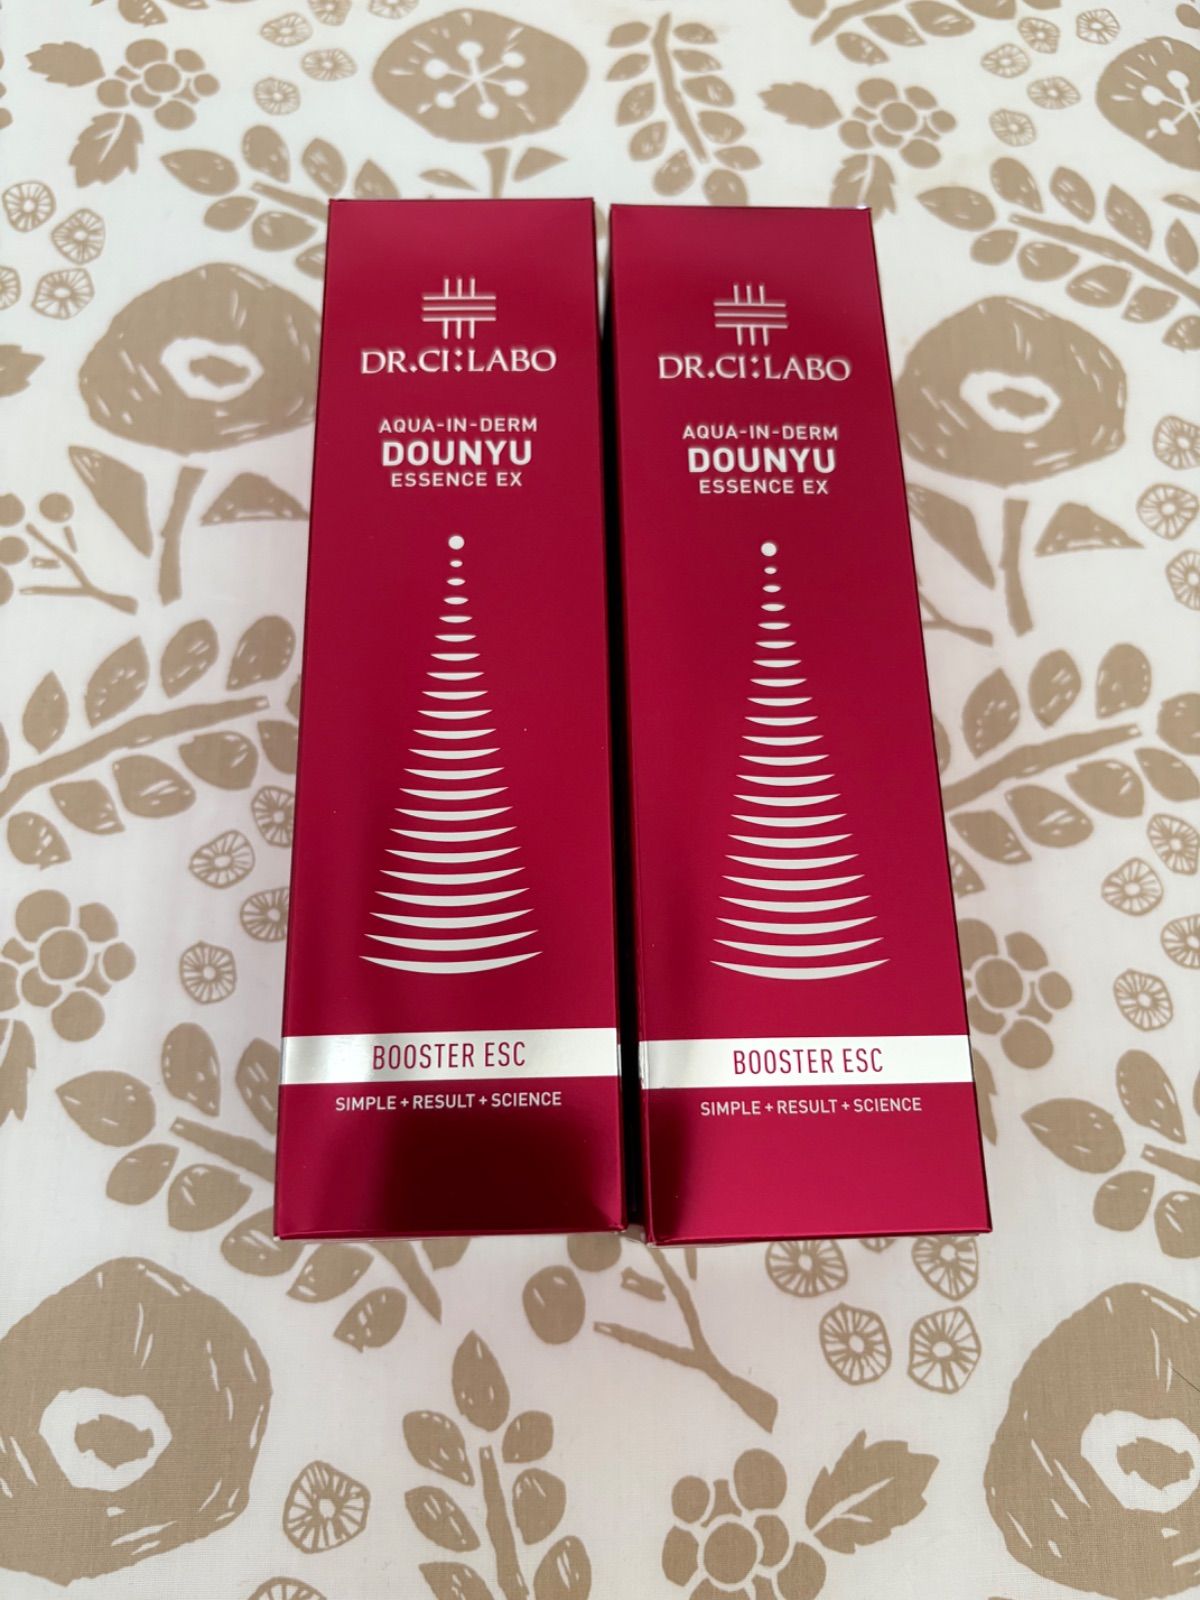 DR.CI:LABO
AQUA-IN-DERM
DOUNYU
ESSENCE EX
BOOSTER ESC
SIMPLE+RESULT+SCIENCE
DR.CI:LABO
AQUA-IN-DERM
DOUNYU
ESSENCE EX
BOOSTER ESC
SIMPLE+RESULT+SCIENCE